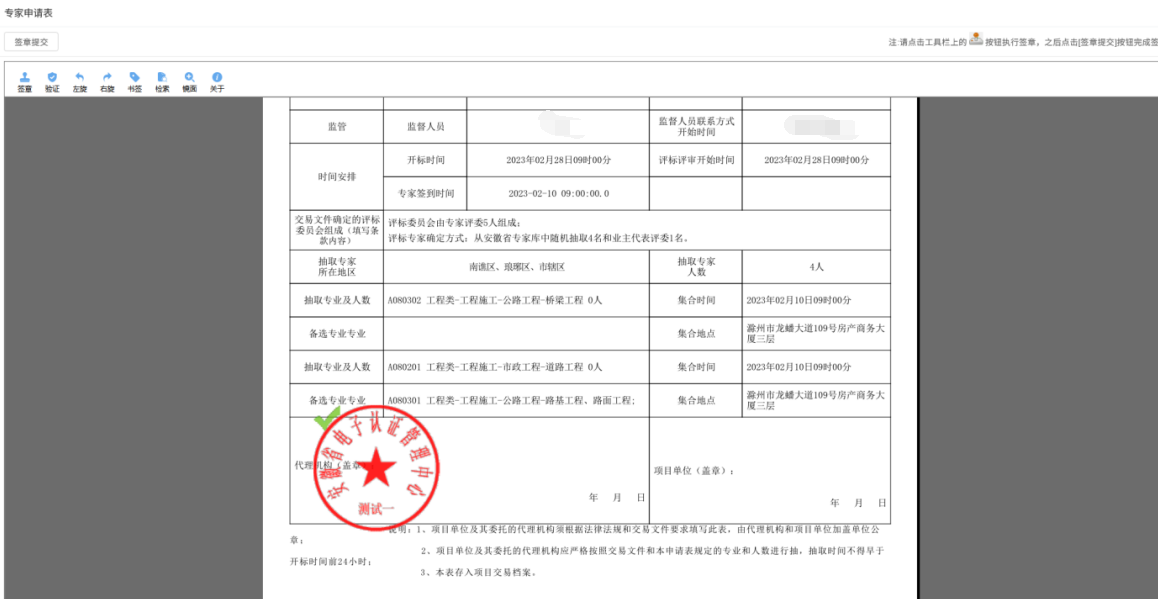 专家申请表
签章提交
注:请点击工具栏上的 按钮执行签章，之后点击[签章提交]按钮完成签
签章 验证 左旋 右旋 书签 检索 镜面 关于
监管 监督人员 监督人员联系方式
开始时间
时间安排 开标时间 2023年02月28日09时00分 评标评审开始时间 2023年02月28日09时00分
专家签到时间 2023-02-10 09:00:00.0
交易文件确定的评标
委员会组成（填写条
款内容）
评标委员会由专家评委5人组成;
评标专家确定方式: 从安徽省专家库中随机抽取4名和业主代表评委1名。
抽取专家
所在地区
南谯区、琅琊区、市辖区
抽取专家
人数
4人
抽取专业及人数 A080302 工程类-工程施工-公路工程-桥梁工程 0人 集合时间 2023年02月10日09时00分
备选专业专业 集合地点 滁州市龙蟠大道109号房产商务大
厦三层
抽取专业及人数 A080201 工程类-工程施工-市政工程-道路工程 0人 集合时间 2023年02月10日09时00分
备选专业专业 A080301 工程类-工程施工-公路工程-路基工程、路面工程; 集合地点 滁州市龙蟠大道109号房产商务大
厦三层
代理机构（盖章
安徽省电子认证管理中心
测试一
年 月 日
项目单位（盖章）:
年 月 日
说明: 1、项目单位及其委托的代理机构须根据法律法规和交易文件要求填写此表，由代理机构和项目单位加盖单位公
章;
2、项目单位及其委托的代理机构应严格按照交易文件和本申请表规定的专业和人数进行抽，抽取时间不得早于
开标时间前24小时;
3、本表存入项目交易档案。